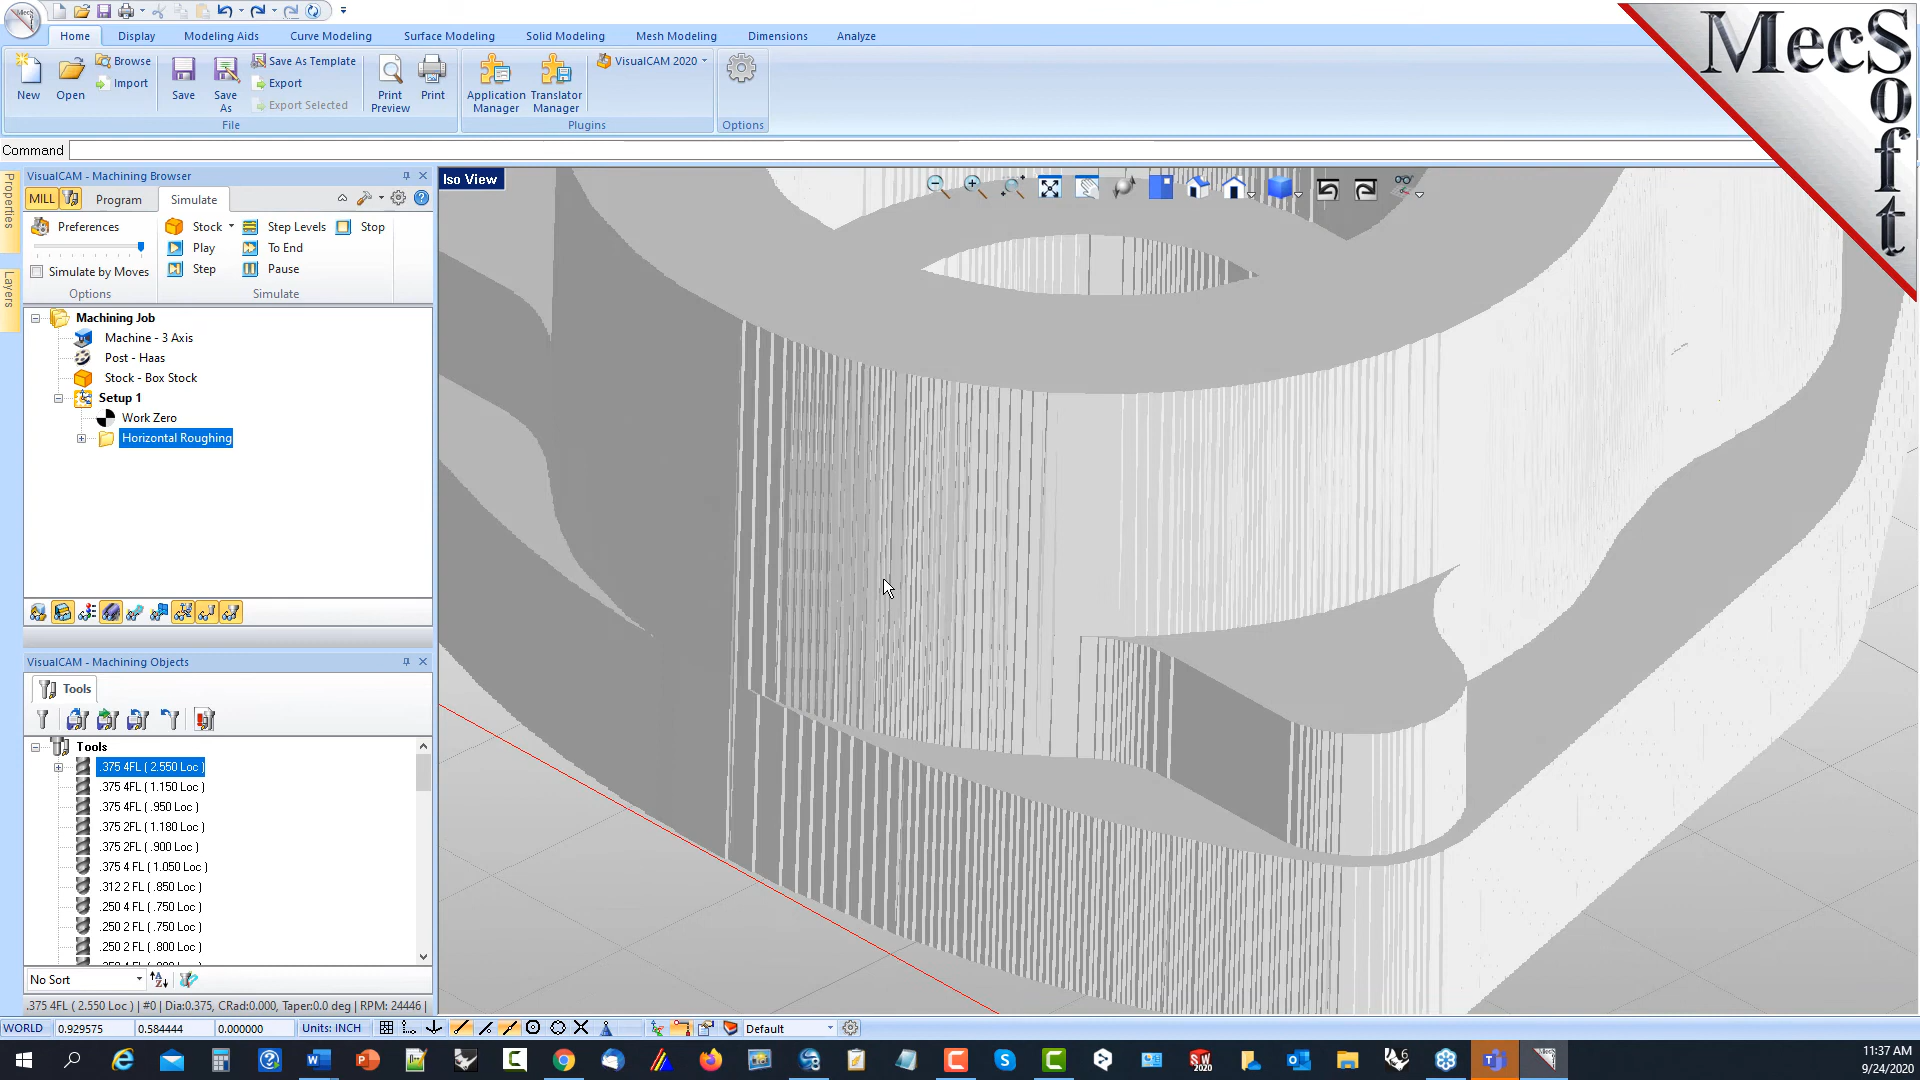 Home Display Modeling Aids Curve Modeling Surface Modeling Solid Modeling Mesh Modeling Dimensions Analyze
MecSoft
New Open Browse Import Save Save As Save As Template Export Export Selected Print Preview Print Application Manager Translator Manager VisualCAM 2020
File Plugins Options
Command
Properties
Layers
VisualCAM - Machining Browser
MILL Program Simulate
Preferences Stock Step Levels Stop
Play To End
Simulate by Moves Step Pause
Options Simulate
Machining Job
Machine - 3 Axis
Post - Haas
Stock - Box Stock
Setup 1
Work Zero
Horizontal Roughing
Iso View
VisualCAM - Machining Objects
Tools
Tools
.375 4FL ( 2.550 Loc )
.375 4FL ( 1.150 Loc )
.375 4FL ( .950 Loc )
.375 2FL ( 1.180 Loc )
.375 2FL ( .900 Loc )
.375 4 FL ( 1.050 Loc )
.312 2 FL ( .850 Loc )
.250 4 FL ( .750 Loc )
.250 2 FL ( .750 Loc )
.250 2 FL ( .800 Loc )
No Sort
.375 4FL ( 2.550 Loc ) | #0 | Dia:0.375, CRad:0.000, Taper:0.0 deg | RPM: 24446 |
WORLD 0.929575 0.584444 0.000000 Units: INCH Default
11:37 AM
9/24/2020